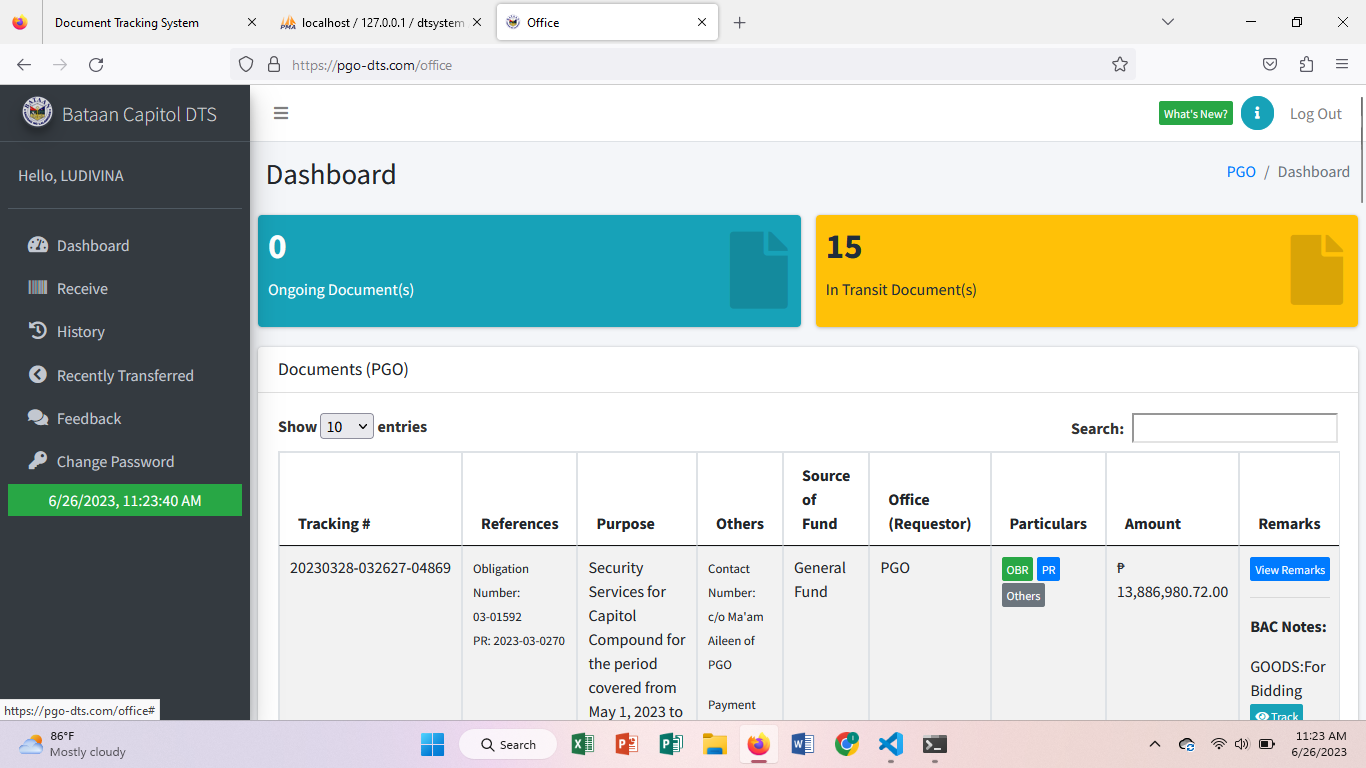 Document Tracking System
localhost / 127.0.0.1 / dtsystem
Office
https://pgo-dts.com/office
Bataan Capitol DTS
What's New?
Log Out
Hello, LUDIVINA
Dashboard
Receive
History
Recently Transferred
Feedback
Change Password
6/26/2023, 11:23:40 AM
Dashboard
PGO / Dashboard
0
Ongoing Document(s)
15
In Transit Document(s)
Documents (PGO)
Show 10 entries
Search:
Tracking #
References
Purpose
Others
Source
of
Fund
Office
(Requestor)
Particulars
Amount
Remarks
20230328-032627-04869
Obligation
Number:
03-01592
PR: 2023-03-0270
Security
Services for
Capitol
Compound for
the period
covered from
May 1, 2023 to
Contact
Number:
c/o Ma'am
Aileen of
PGO
Payment
General
Fund
PGO
OBR PR
Others
₱
13,886,980.72.00
View Remarks
BAC Notes:
GOODS:For
Bidding
Track
https://pgo-dts.com/office#
86°F
Mostly cloudy
Search
11:23 AM
6/26/2023